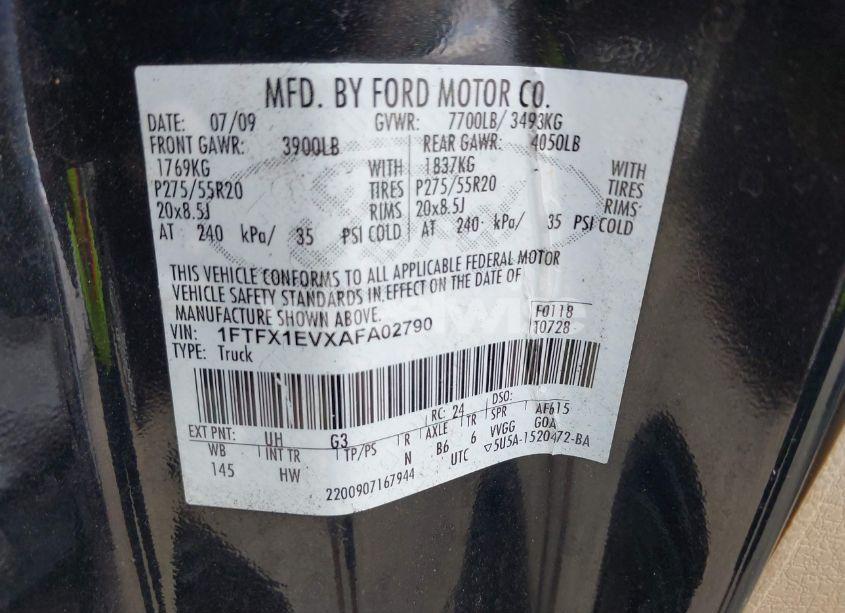 MFD. BY FORD MOTOR CO.
DATE: 07/09 GVWR: 7700LB/ 3493KG
FRONT GAWR: 3900LB REAR GAWR: 4050LB
1769KG WITH 1837KG WITH
P275/55R20 TIRES P275/55R20 TIRES
20x8.5J RIMS 20x8.5J RIMS
AT 240 kPa/ 35 PSI COLD AT 240 kPa/ 35 PSI COLD
THIS VEHICLE CONFORMS TO ALL APPLICABLE FEDERAL MOTOR
VEHICLE SAFETY STANDARDS IN EFFECT ON THE DATE OF
MANUFACTURE SHOWN ABOVE.
F0118
VIN: 1FTFX1EVXAFA02790 T0728
TYPE: Truck
RC: 24 DSO:
EXT PNT: UH G3 AF615
WB INT TR TP/PS R AXLE TR SPR G0A
145 HW N B6 6 VVGG
UTC ▽5U5A-1520472-BA
2200907167944